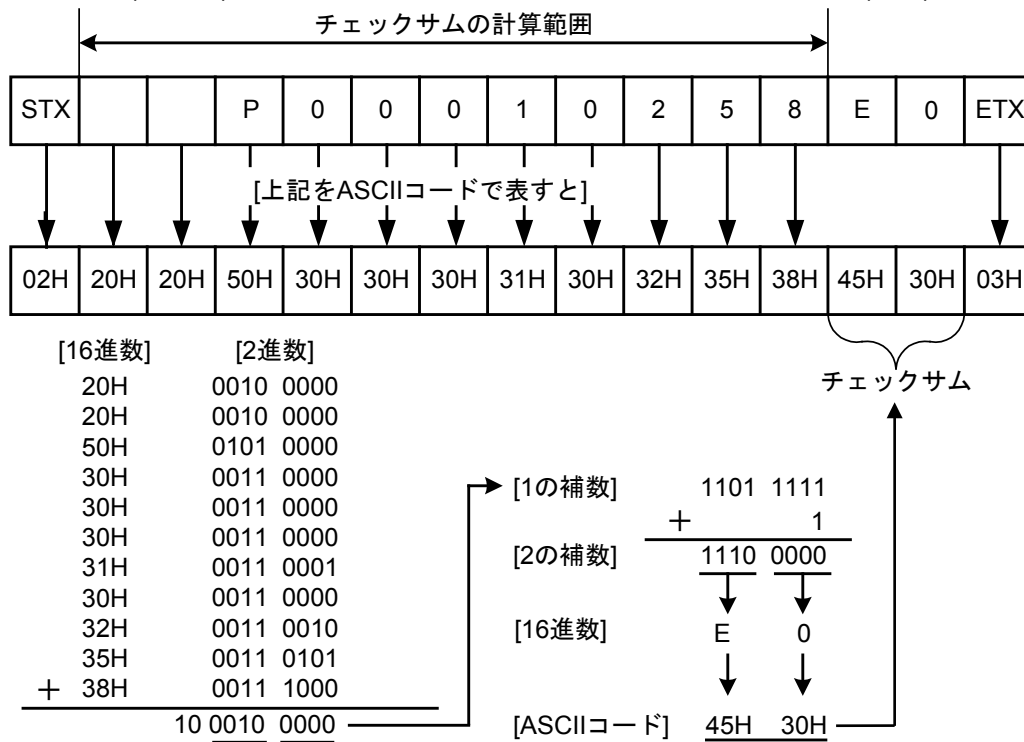 チェックサムの計算範囲
STX P 0 0 0 1 0 2 5 8 E 0 ETX
[上記をASCIIコードで表すと]
02H 20H 20H 50H 30H 30H 30H 31H 30H 32H 35H 38H 45H 30H 03H
チェックサム
[16進数] [2進数]
20H 0010 0000
20H 0010 0000
50H 0101 0000
30H 0011 0000
30H 0011 0000
30H 0011 0000
31H 0011 0001
30H 0011 0000
32H 0011 0010
35H 0011 0101
+ 38H 0011 1000
10 0010 0000
[1の補数] 1101 1111
+ 1
[2の補数] 1110 0000
[16進数] E 0
[ASCIIコード] 45H 30H